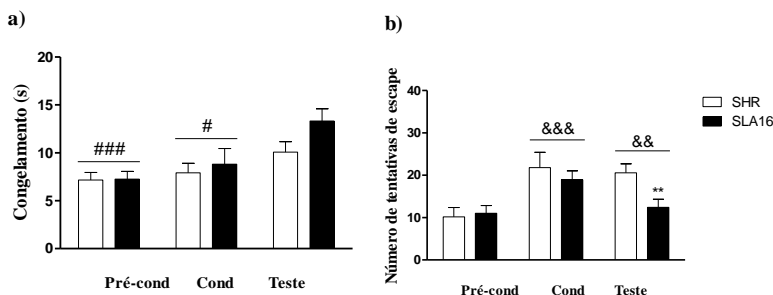 a)
Congelamento (s)
20
15
10
5
0
###
#
Pré-cond Cond Teste
b)
Número de tentativas de escape
60
40
30
20
10
0
&&&
&&
**
Pré-cond Cond Teste
SHR
SLA16